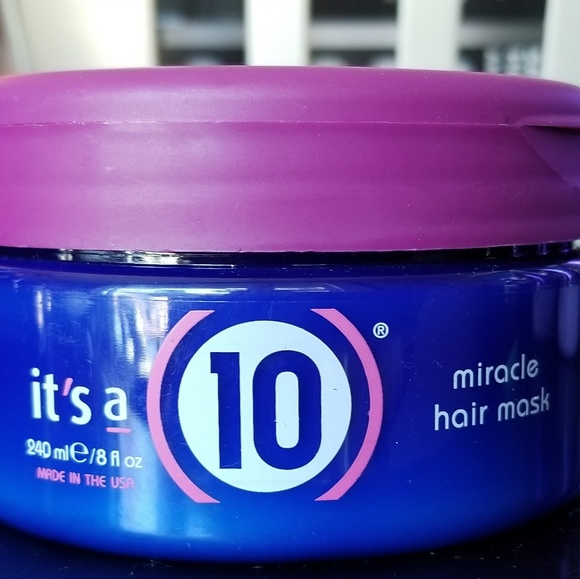 it's a 10®
240 ml℮/8 fl oz
MADE IN THE USA
miracle
hair mask